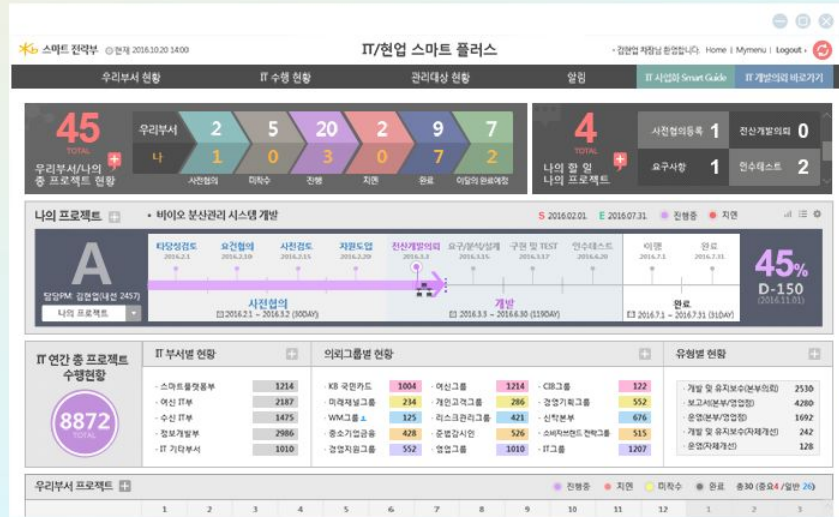 스마트 전략부 현재 2016.10.20 14:00
IT/현업 스마트 플러스
· 김현업 차장님 환영합니다. Home | Mymenu | Logout
우리부서 현황 IT 수행 현황 관리대상 현황 알림 IT 사업화 Smart Guide IT 개발의뢰 바로가기
45
TOTAL
우리부서/나의
총 프로젝트 현황
우리부서 2 5 20 2 9 7
나 1 0 3 0 7 2
사전협의 미착수 진행 지연 완료 이달의 완료예정
4
TOTAL
나의 할 일
나의 프로젝트
사전협의등록 1 전산개발의뢰 0
요구사항 1 인수테스트 2
나의 프로젝트 • 바이오 분산관리 시스템 개발 S 2016.02.01. E 2016.07.31. 진행중 지연
A
담당PM: 김현업(내선 2457)
나의 프로젝트
타당성검토 요건협의 사전검토 자원도입 전산개발의뢰 요구/분석/설계 구현 및 TEST 인수테스트 이행 완료
2016.2.1 2016.2.10 2016.2.15 2016.2.20 2016.3.3 2016.3.15. 2016.3.17 2016.6.20 2016.7.1 2016.7.31.
사전협의 개발 완료
2016.2.1 ~ 2016.3.2 (30DAY) 2016.3.3 ~ 2016.6.30 (119DAY) 2016.7.1 ~ 2016.7.31 (31DAY)
45%
D-150
(2016.11.01)
IT 연간 총 프로젝트
수행현황
8872
TOTAL
IT 부서별 현황
· 스마트플랫폼부 1214
· 여신 IT부 2187
· 수신 IT부 1475
· 정보개발부 2986
· IT 기타부서 1010
의뢰그룹별 현황
· KB 국민카드 1004 · 여신그룹 1214 · CIB그룹 122
· 미래채널그룹 234 · 개인고객그룹 286 · 경영기획그룹 552
· WM그룹 125 · 리스크관리그룹 421 · 신탁본부 676
· 중소기업금융 428 · 준법감시인 526 · 소비자브랜드전략그룹 515
· 경영지원그룹 552 · 영업그룹 1010 · IT그룹 1207
유형별 현황
· 개발 및 유지보수(본부의뢰) 2530
· 보고서(본부/영업점) 4280
· 운영(본부/영업점) 1692
· 개발 및 유지보수(자체개선) 242
· 운영(자체개선) 128
우리부서 프로젝트 진행중 지연 미착수 완료 총30 (중요4 /일반 26)
1 2 3 4 5 6 7 8 9 10 11 12 1 2 3